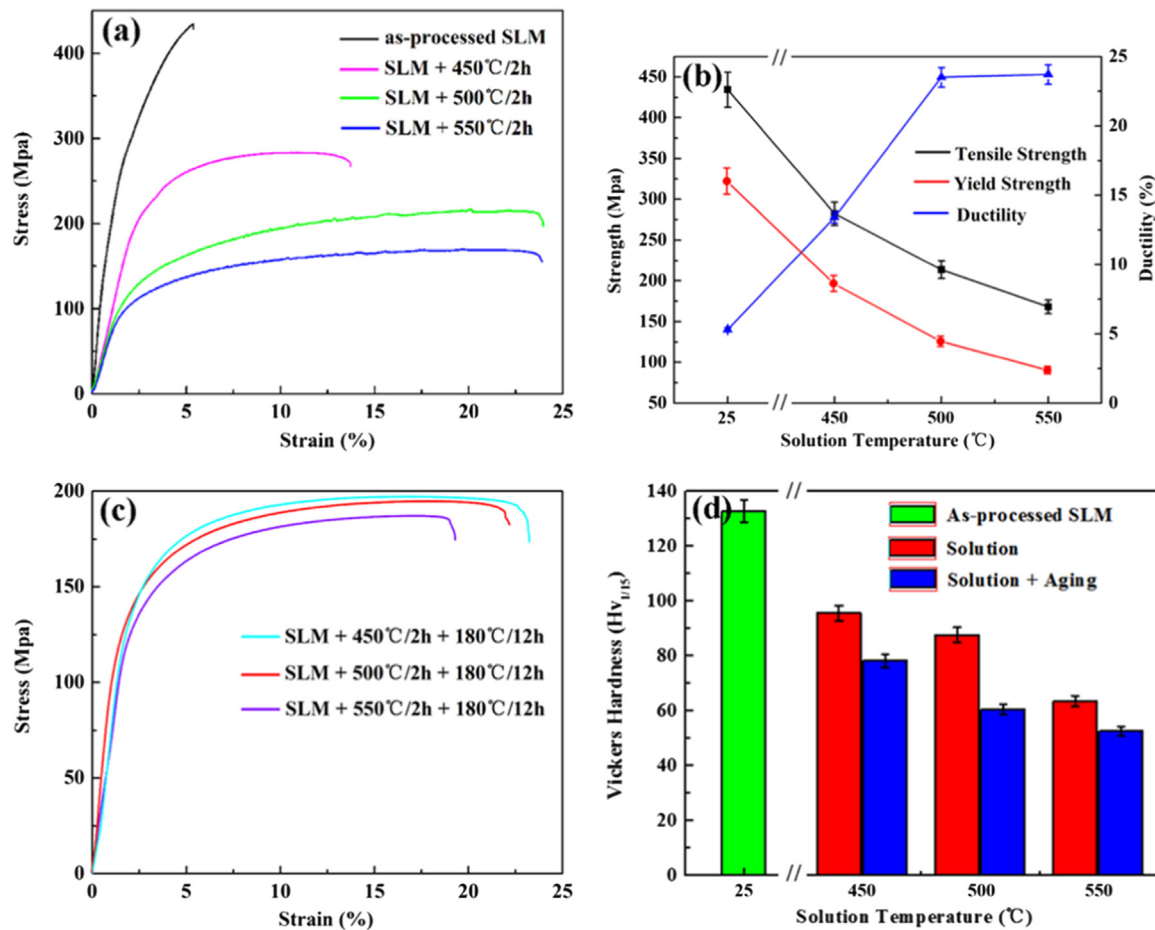 (a)
as-processed SLM
SLM + 450℃/2h
SLM + 500℃/2h
SLM + 550℃/2h
Stress (Mpa)
400
300
200
100
0
0 5 10 15 20 25
Strain (%)
(b)
Tensile Strength
Yield Strength
Ductility
Strength (Mpa)
450
400
350
300
250
200
150
100
50
25
20
15
10
5
0
Ductility (%)
//
25 // 450 500 550
Solution Temperature (℃)
(c)
SLM + 450℃/2h + 180℃/12h
SLM + 500℃/2h + 180℃/12h
SLM + 550℃/2h + 180℃/12h
Stress (Mpa)
200
150
100
50
0
0 5 10 15 20 25
Strain (%)
(d)
As-processed SLM
Solution
Solution + Aging
Vickers Hardness (Hv1/15)
140
120
100
80
60
40
20
0
//
25 // 450 500 550
Solution Temperature (℃)